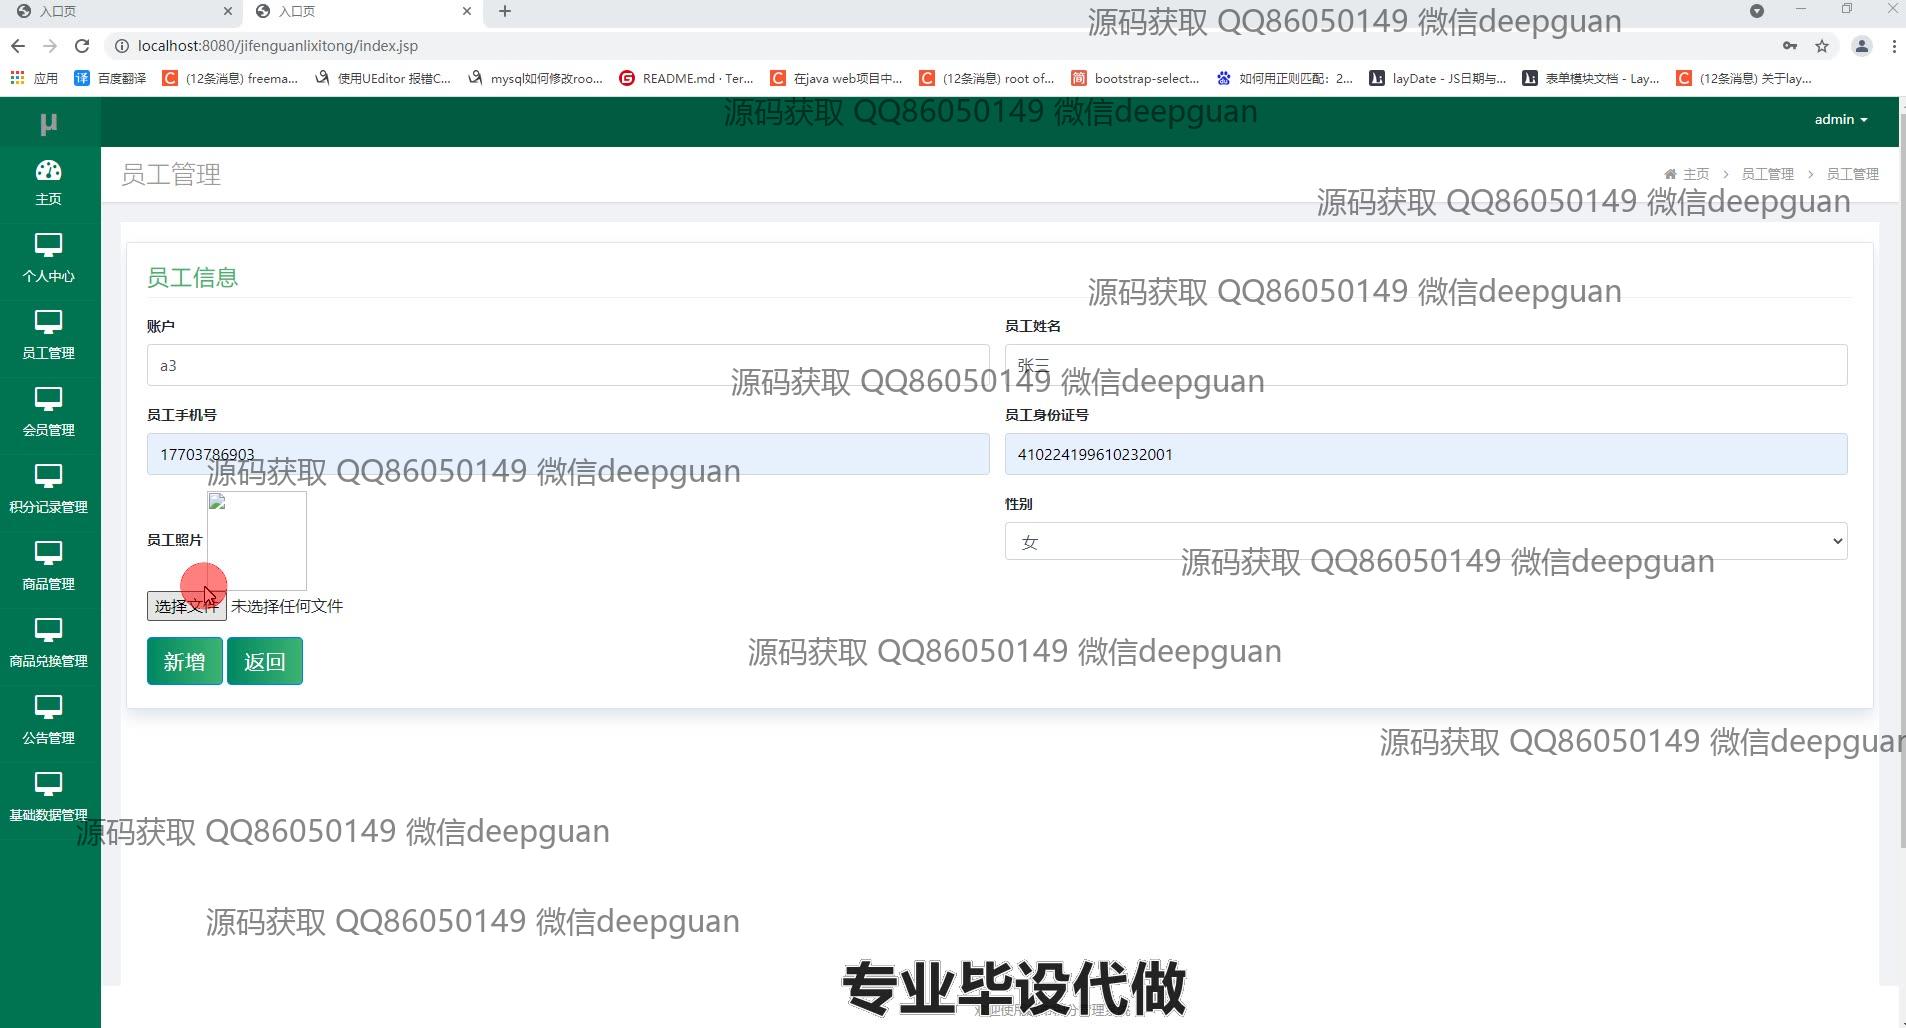 入口页
入口页
源码获取 QQ86050149 微信deepguan
localhost:8080/jifenguanlixitong/index.jsp
应用 百度翻译 (12条消息) freema... 使用UEditor 报错C... mysql如何修改roo... README.md · Ter... 在java web项目中... (12条消息) root of... bootstrap-select... 如何用正则匹配：2... layDate - JS日期与... 表单模块文档 - Lay... (12条消息) 关于lay...
μ
源码获取 QQ86050149 微信deepguan
admin
主页
员工管理
主页 > 员工管理 > 员工管理
源码获取 QQ86050149 微信deepguan
个人中心
员工信息
源码获取 QQ86050149 微信deepguan
账户
员工姓名
员工管理
a3
张三
源码获取 QQ86050149 微信deepguan
员工手机号
员工身份证号
会员管理
17703786903
410224199610232001
源码获取 QQ86050149 微信deepguan
积分记录管理
性别
员工照片
女
源码获取 QQ86050149 微信deepguan
商品管理
选择文件 未选择任何文件
商品兑换管理
新增 返回
源码获取 QQ86050149 微信deepguan
公告管理
源码获取 QQ86050149 微信deepguan
基础数据管理
源码获取 QQ86050149 微信deepguan
源码获取 QQ86050149 微信deepguan
专业毕设代做